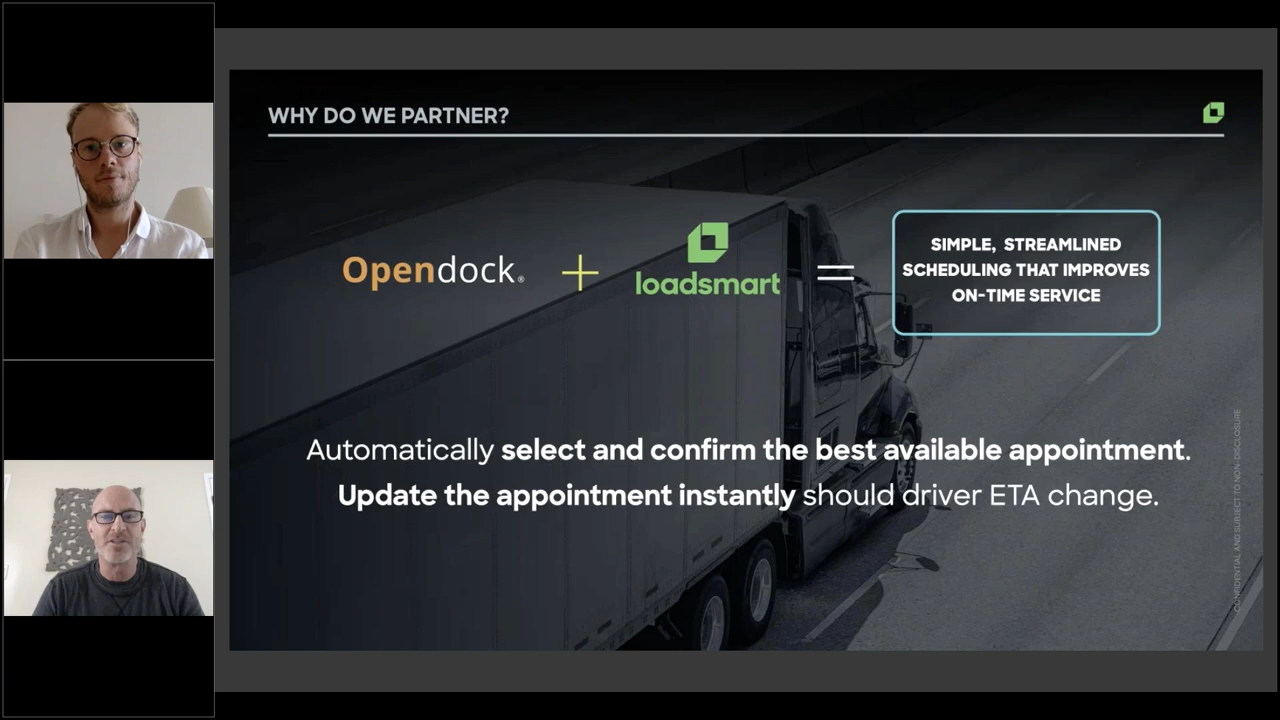 WHY DO WE PARTNER?
Opendock®
+
loadsmart
=
SIMPLE, STREAMLINED
SCHEDULING THAT IMPROVES
ON-TIME SERVICE
Automatically select and confirm the best available appointment.
Update the appointment instantly should driver ETA change.
CONFIDENTIAL AND SUBJECT TO NON-DISCLOSURE